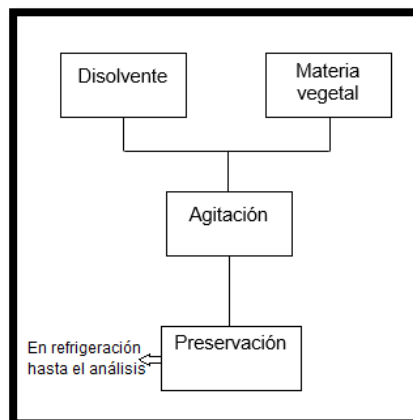 Disolvente
Materia
vegetal
Agitación
Preservación
En refrigeración
hasta el análisis